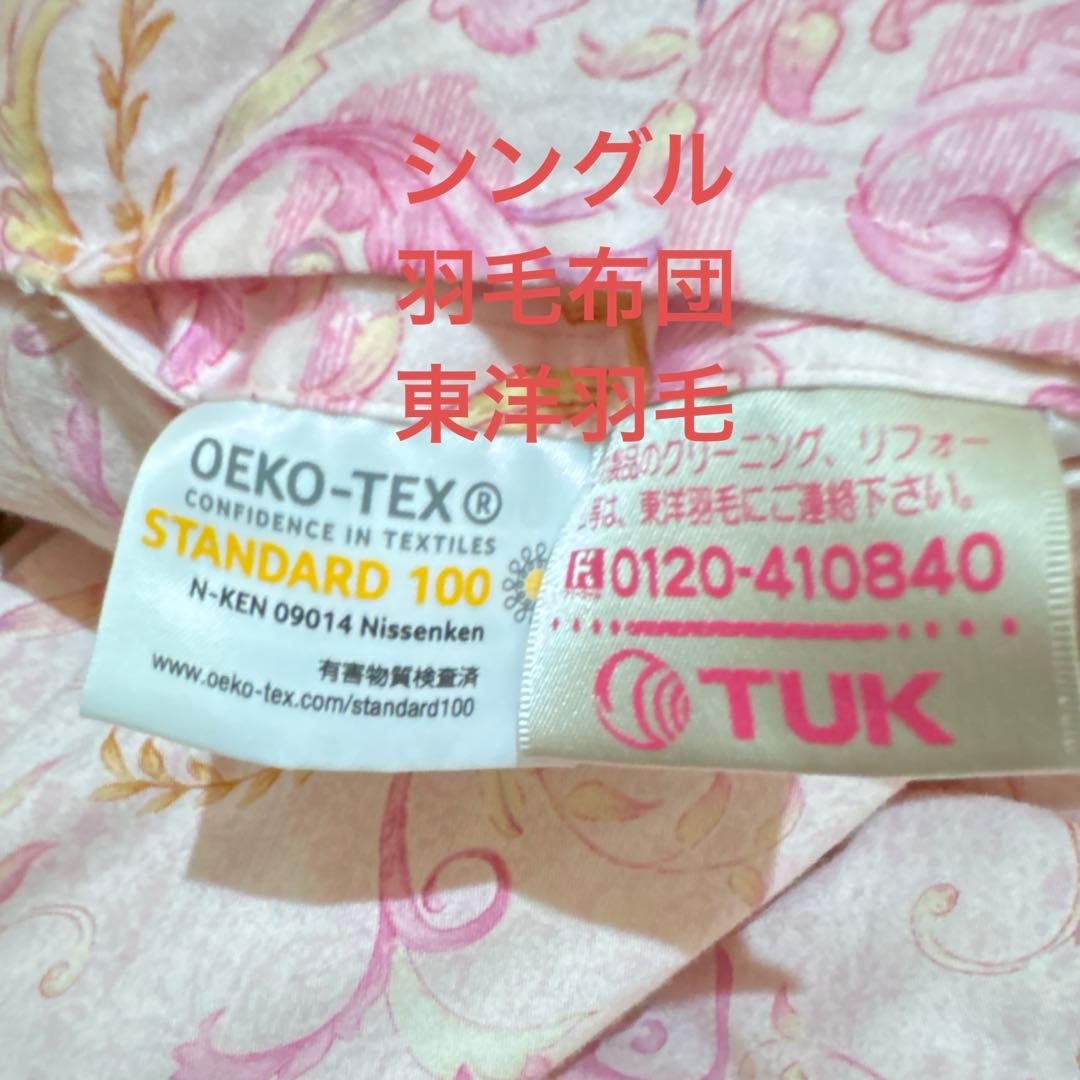 シングル
羽毛布団
東洋羽毛
OEKO-TEX®
CONFIDENCE IN TEXTILES
STANDARD 100
N-KEN 09014 Nissenken
有害物質検査済
www.oeko-tex.com/standard100
品のクリーニング、リフォー
は、東洋羽毛にご連絡下さい。
0120-410840
TUK